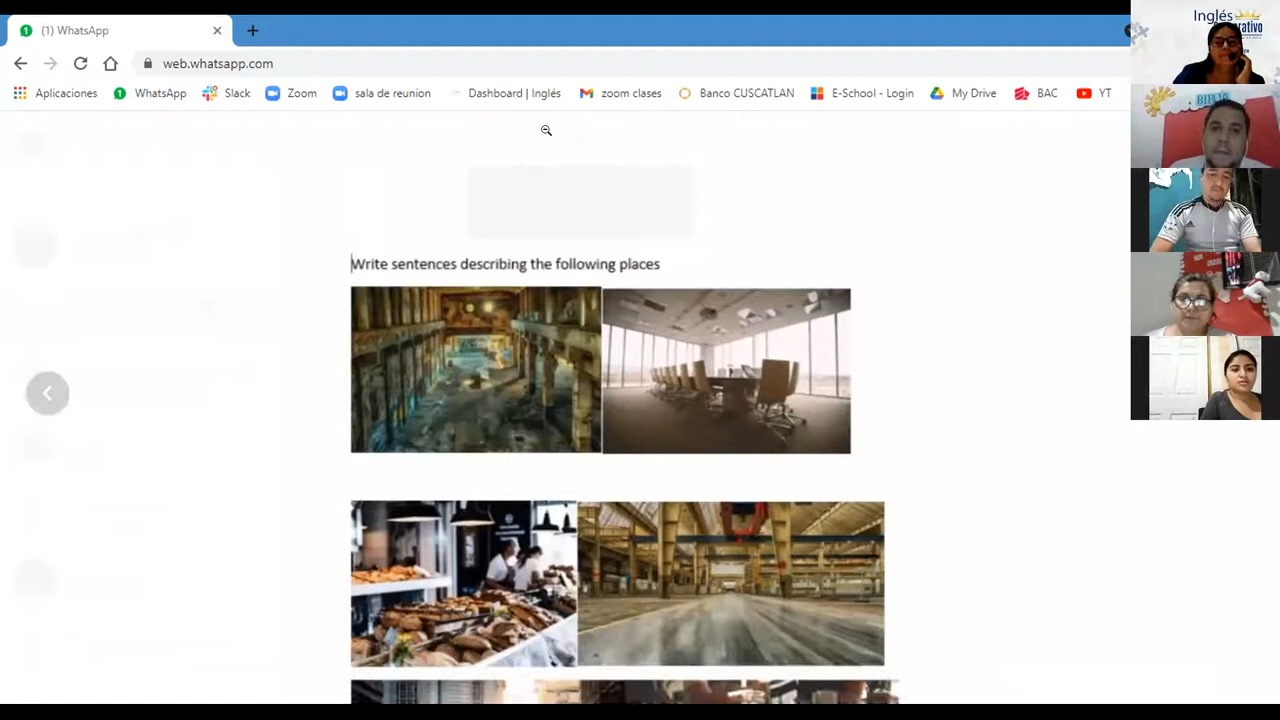 (1) WhatsApp
web.whatsapp.com
Aplicaciones WhatsApp Slack Zoom sala de reunion Dashboard | Inglés zoom clases Banco CUSCATLAN E-School - Login My Drive BAC YT
Write sentences describing the following places
Inglés